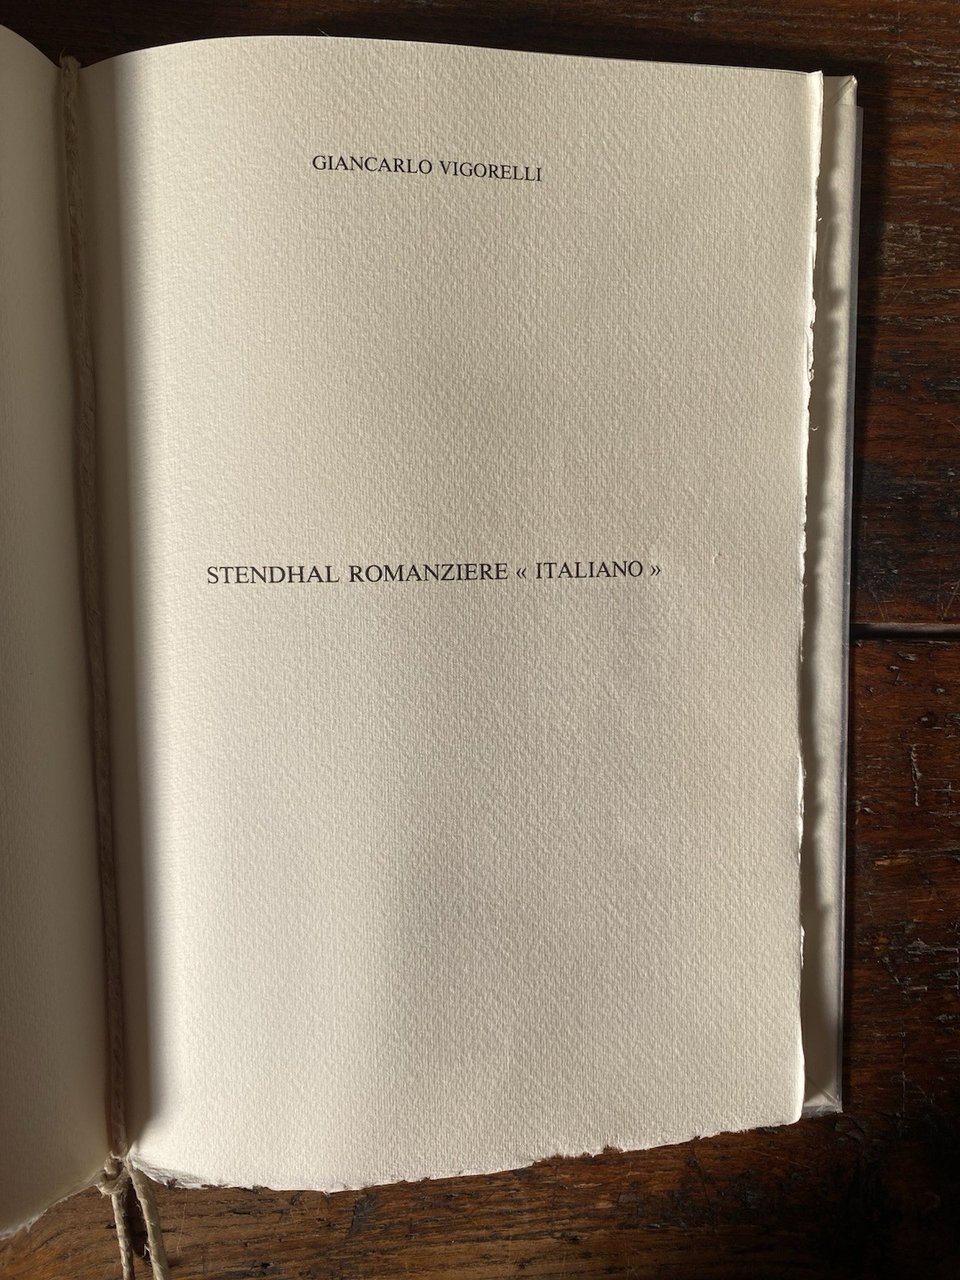 GIANCARLO VIGORELLI
STENDHAL ROMANZIERE « ITALIANO »